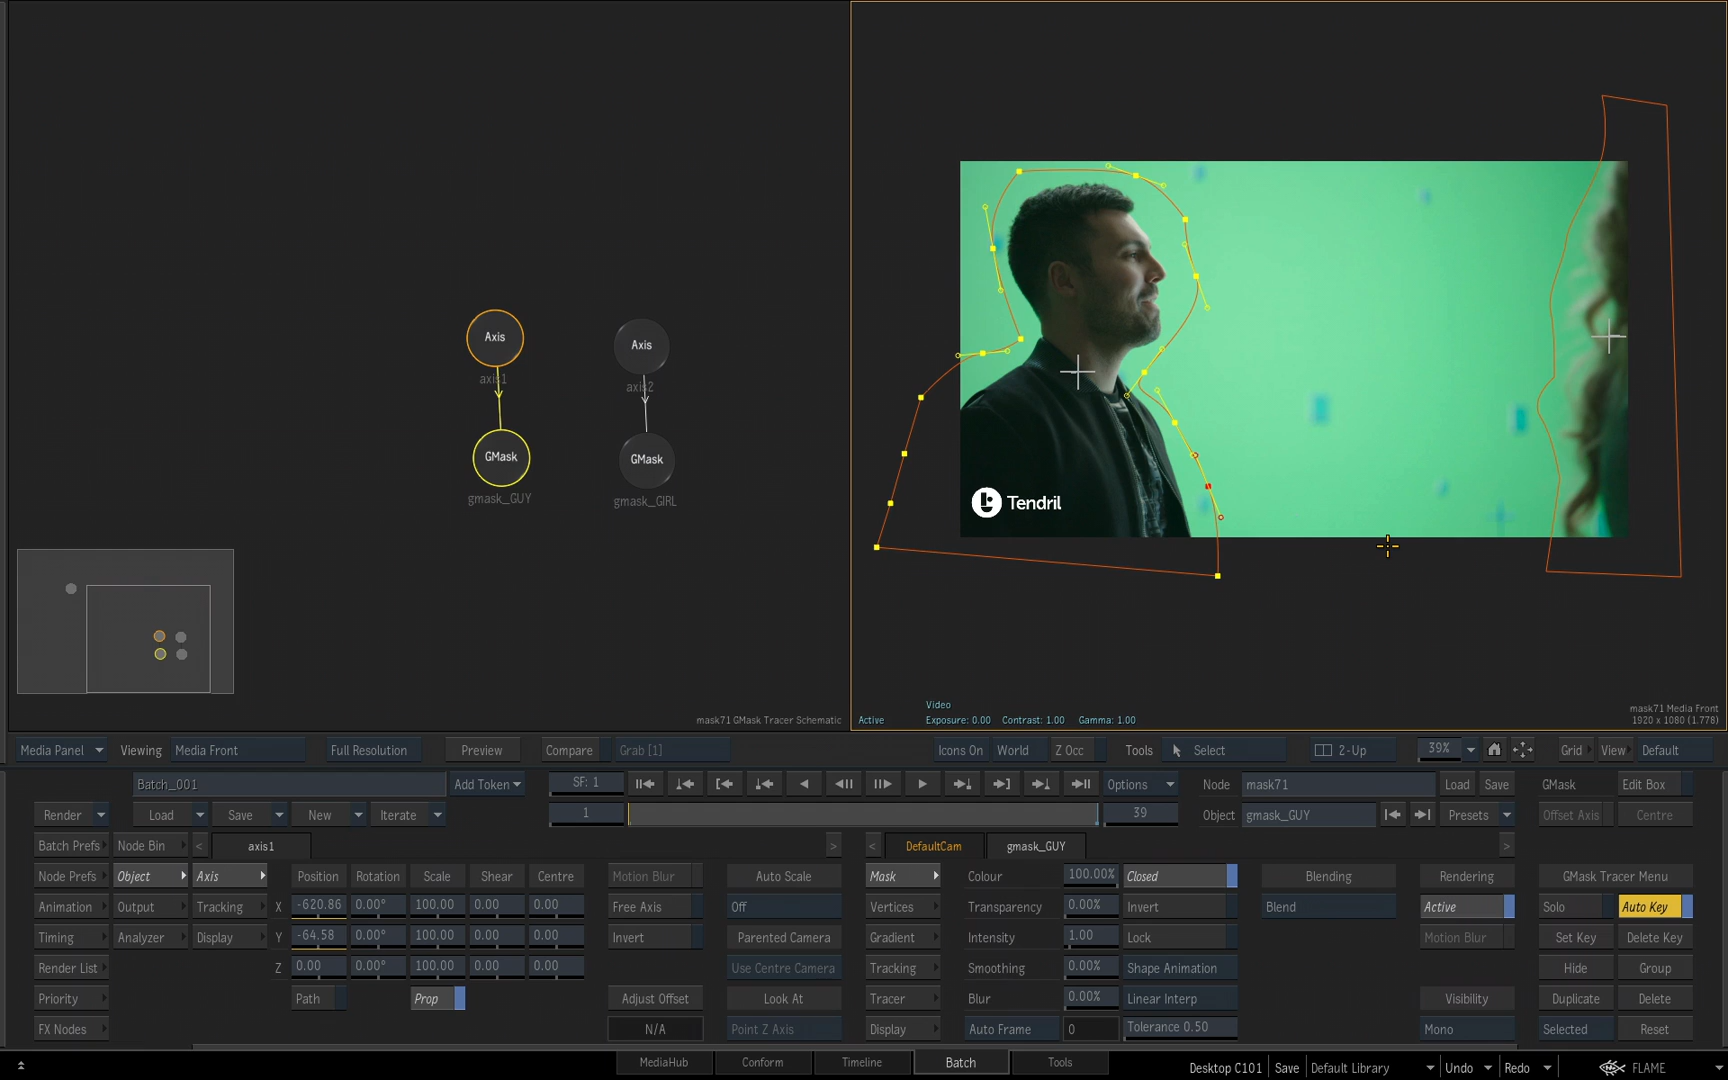 Axis
Axis
axis1
axis2
GMask
GMask
gmask_GUY
gmask_GIRL
Tendril
Video
Active
Exposure: 0.00 Contrast: 1.00 Gamma: 1.00
mask71 GMask Tracer Schematic
mask71 Media Front
1920 x 1080 (1.778)
Media Panel Viewing Media Front Full Resolution Preview Compare Grab [1] Icons On World Z Occ Tools Select 2-Up 39% Grid View Default
Batch_001 Add Token SF: 1 Options Node mask71 Load Save GMask Edit Box
Render Load Save New Iterate 1 39 Object gmask_GUY Presets Offset Axis Centre
Batch Prefs Node Bin < axis1 > < DefaultCam gmask_GUY >
Node Prefs Object Axis Position Rotation Scale Shear Centre Motion Blur Auto Scale Mask Colour 100.00% Closed Blending Rendering GMask Tracer Menu
Animation Output Tracking X -620.86 0.00° 100.00 0.00 0.00 Free Axis Off Vertices Transparency 0.00% Invert Blend Active Solo Auto Key
Timing Analyzer Display Y -64.58 0.00° 100.00 0.00 0.00 Invert Parented Camera Gradient Intensity 1.00 Lock Motion Blur Set Key Delete Key
Render List Z 0.00 0.00° 100.00 0.00 0.00 Use Centre Camera Tracking Smoothing 0.00% Shape Animation Hide Group
Priority Path Prop Adjust Offset Look At Tracer Blur 0.00% Linear Interp Visibility Duplicate Delete
FX Nodes N/A Point Z Axis Display Auto Frame 0 Tolerance 0.50 Mono Selected Reset
MediaHub Conform Timeline Batch Tools Desktop C101 Save Default Library Undo Redo FLAME